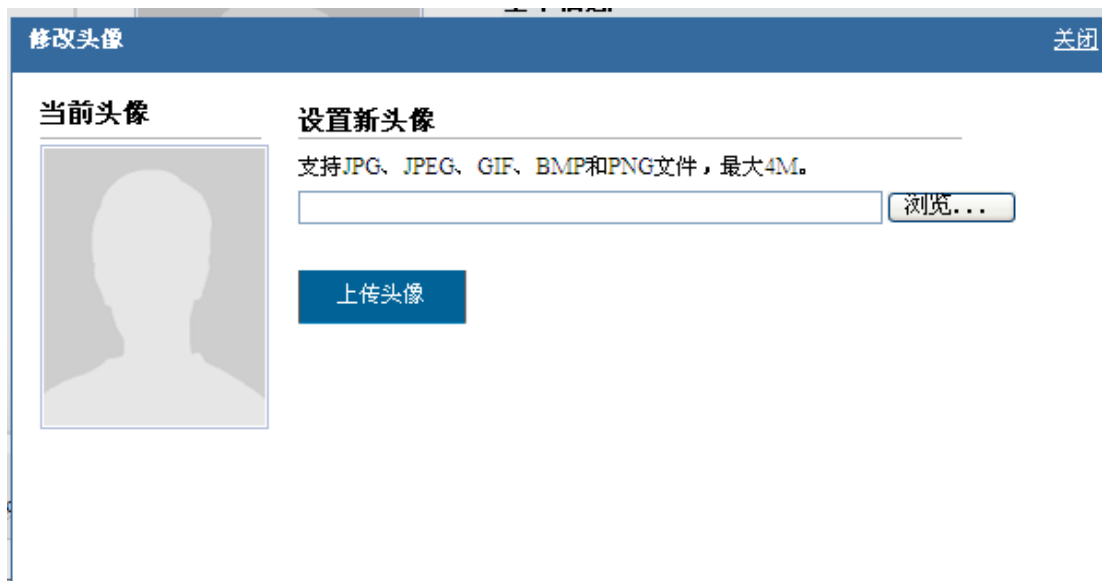 修改头像
关闭
当前头像
设置新头像
支持JPG、JPEG、GIF、BMP和PNG文件，最大4M。
浏览...
上传头像